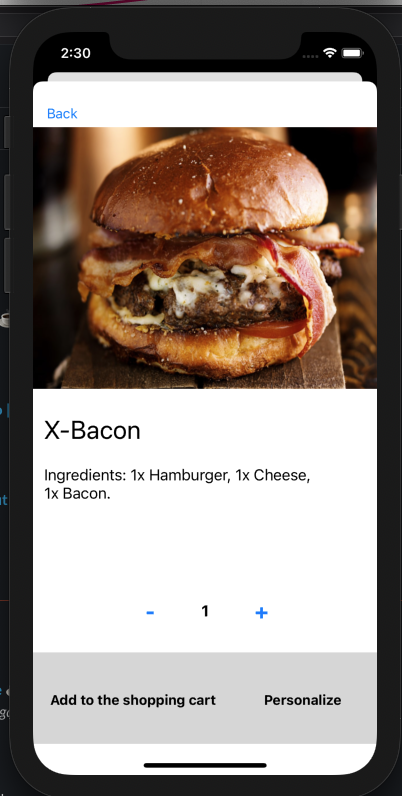 2:30
Back
X-Bacon
Ingredients: 1x Hamburger, 1x Cheese,
1x Bacon.
- 1 +
Add to the shopping cart Personalize